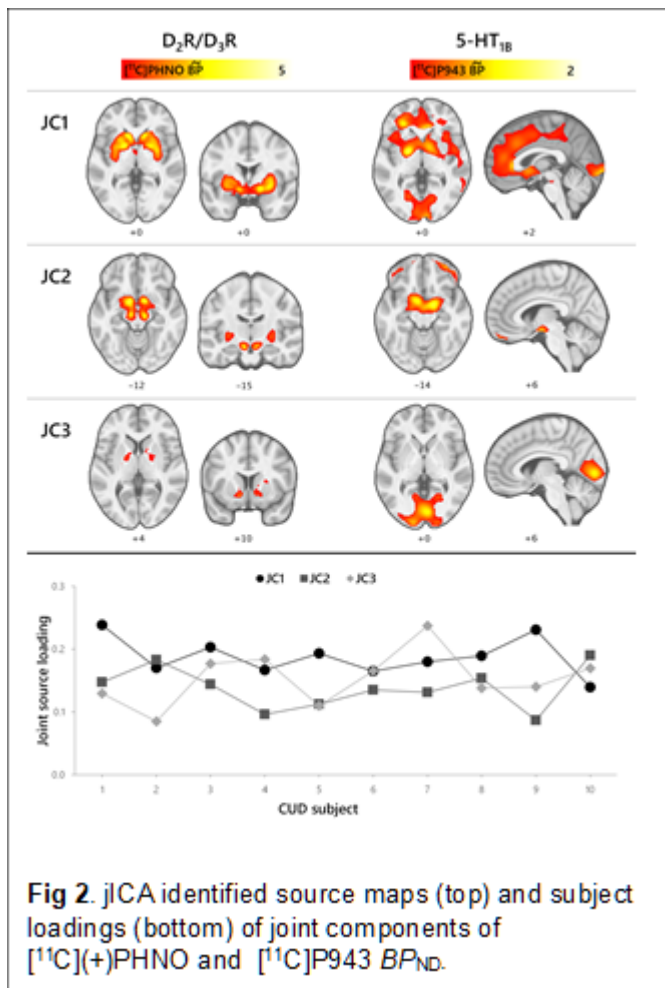 D₂R/D₃R 5-HT₁B
[¹¹C]PHNO B̃P 5 [¹¹C]P943 B̃P 2
JC1
+0 +0 +0 +2
JC2
-12 -15 -14 +6
JC3
+4 +10 +0 +6
JC1 JC2 JC3
0.3
0.2
0.1
0.0
Joint source loading
1 2 3 4 5 6 7 8 9 10
CUD subject
Fig 2. jICA identified source maps (top) and subject
loadings (bottom) of joint components of
[¹¹C](+)PHNO and [¹¹C]P943 BP_ND.